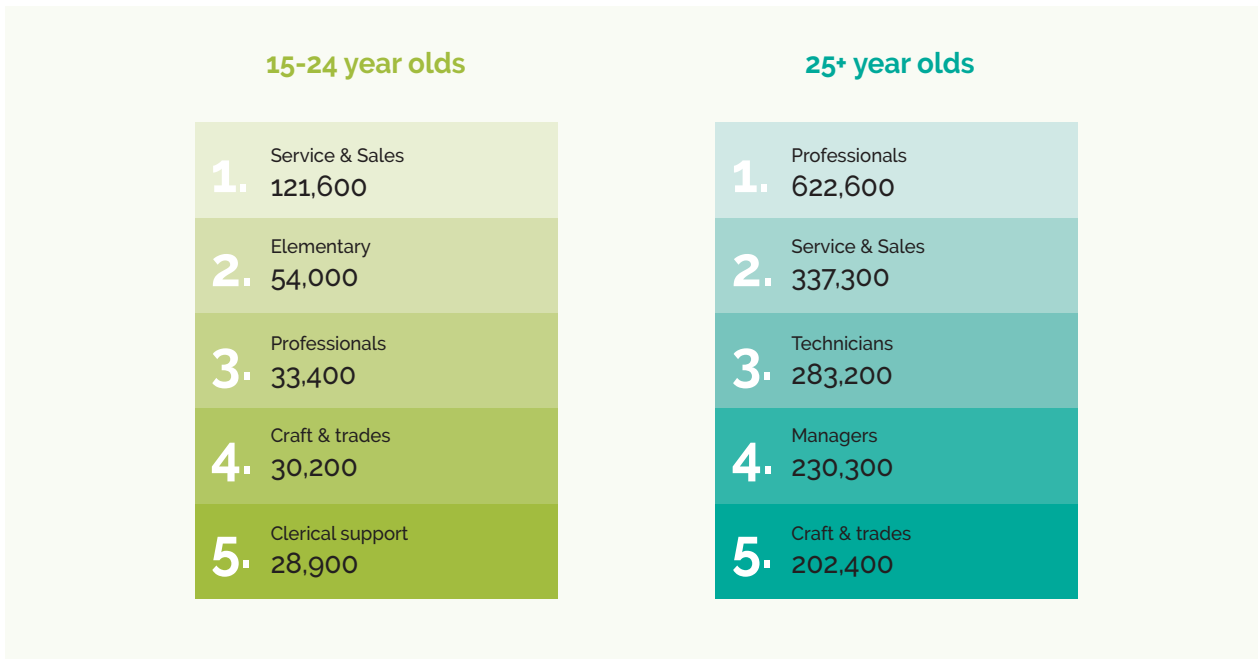 15-24 year olds
1.
Service & Sales
121,600
2.
Elementary
54,000
3.
Professionals
33,400
4.
Craft & trades
30,200
5.
Clerical support
28,900
25+ year olds
1.
Professionals
622,600
2.
Service & Sales
337,300
3.
Technicians
283,200
4.
Managers
230,300
5.
Craft & trades
202,400